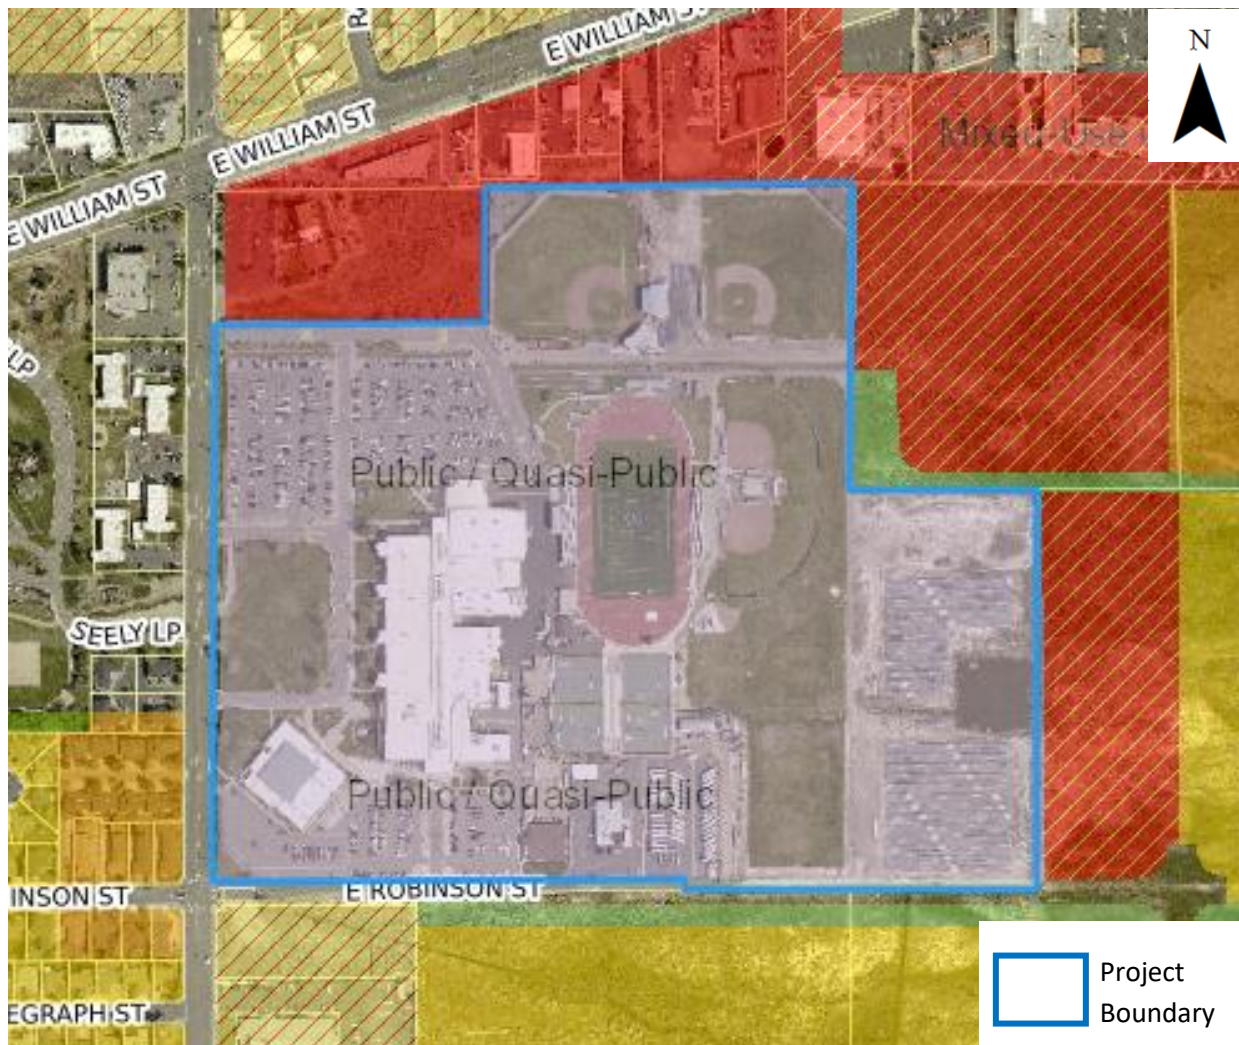 E WILLIAM ST
N
E WILLIAM ST
Mixed-Use
E WILLIAM ST
LP
Public / Quasi-Public
SEELY LP
Public / Quasi-Public
INSON ST
E ROBINSON ST
EGRAPH ST
Project
Boundary